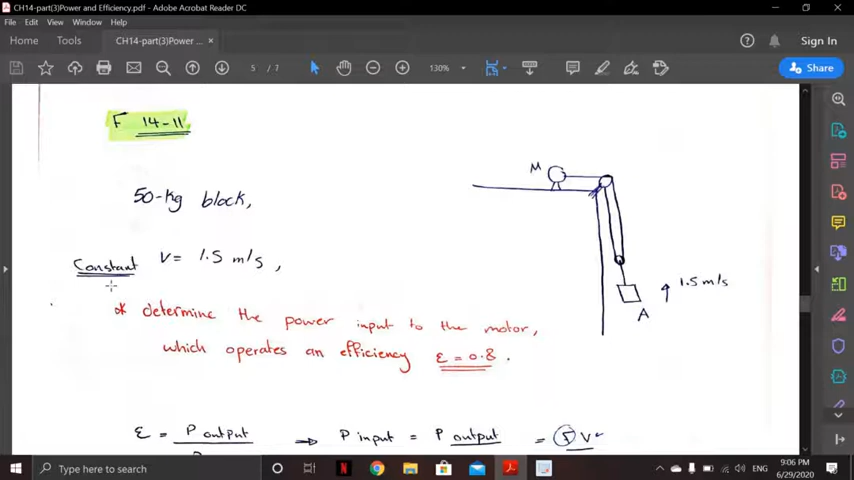 CH14-part(3)Power and Efficiency.pdf - Adobe Acrobat Reader DC
File Edit View Window Help
Home Tools CH14-part(3)Power ... × Sign In
5 / 7 130% Share
F 14-11
M
50-kg block,
Constant V = 1.5 m/s,
1.5 m/s
A
* determine the power input to the motor,
which operates an efficiency ε = 0.8.
ε = P output → P input = P output = F V
Type here to search
ENG 9:06 PM
6/29/2020